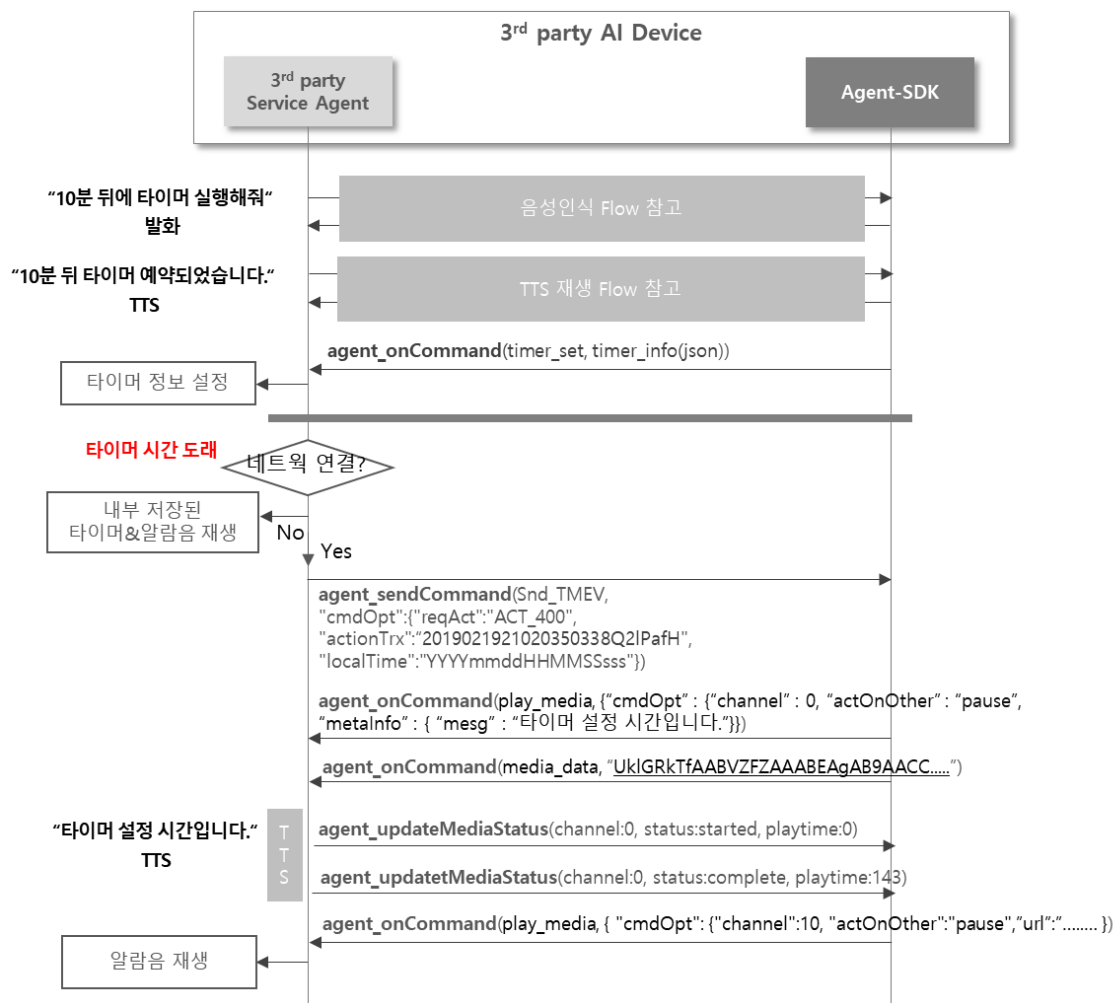 3rd party AI Device
3rd party
Service Agent
Agent-SDK
“10분 뒤에 타이머 실행해줘“
발화
음성인식 Flow 참고
“10분 뒤 타이머 예약되었습니다.“
TTS
TTS 재생 Flow 참고
agent_onCommand(timer_set, timer_info(json))
타이머 정보 설정
타이머 시간 도래
네트웍 연결?
내부 저장된
타이머&알람음 재생
No
Yes
agent_sendCommand(Snd_TMEV,
"cmdOpt":{"reqAct":"ACT_400",
"actionTrx":“2019021921020350338Q2lPafH",
"localTime":"YYYYmmddHHMMSSsss"})
agent_onCommand(play_media, {“cmdOpt” : {“channel” : 0, “actOnOther” : “pause”,
“metaInfo” : { “mesg” : “타이머 설정 시간입니다.”}})
agent_onCommand(media_data, “UklGRkTfAABVZFZAAABEAgAB9AACC.....”)
“타이머 설정 시간입니다.“
TTS
TTS
agent_updateMediaStatus(channel:0, status:started, playtime:0)
agent_updatetMediaStatus(channel:0, status:complete, playtime:143)
agent_onCommand(play_media, { "cmdOpt": {"channel":10, "actOnOther":"pause",“url”:”........ })
알람음 재생